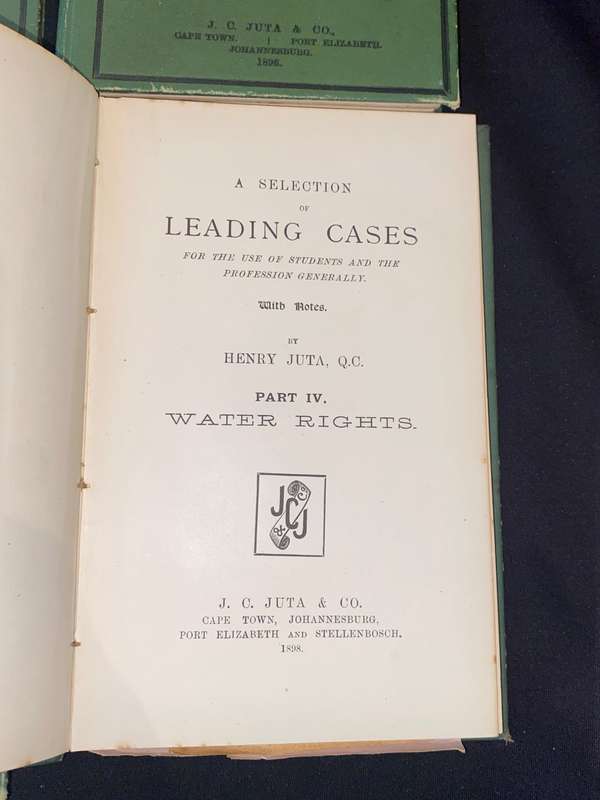 J. C. JUTA & CO.,
CAPE TOWN. | PORT ELIZABETH.
JOHANNESBURG.
1896.
A SELECTION
OF
LEADING CASES
FOR THE USE OF STUDENTS AND THE
PROFESSION GENERALLY.
With Notes.
BY
HENRY JUTA, Q.C.
PART IV.
WATER RIGHTS.
J. C. JUTA & CO.
CAPE TOWN, JOHANNESBURG,
PORT ELIZABETH AND STELLENBOSCH.
1898.